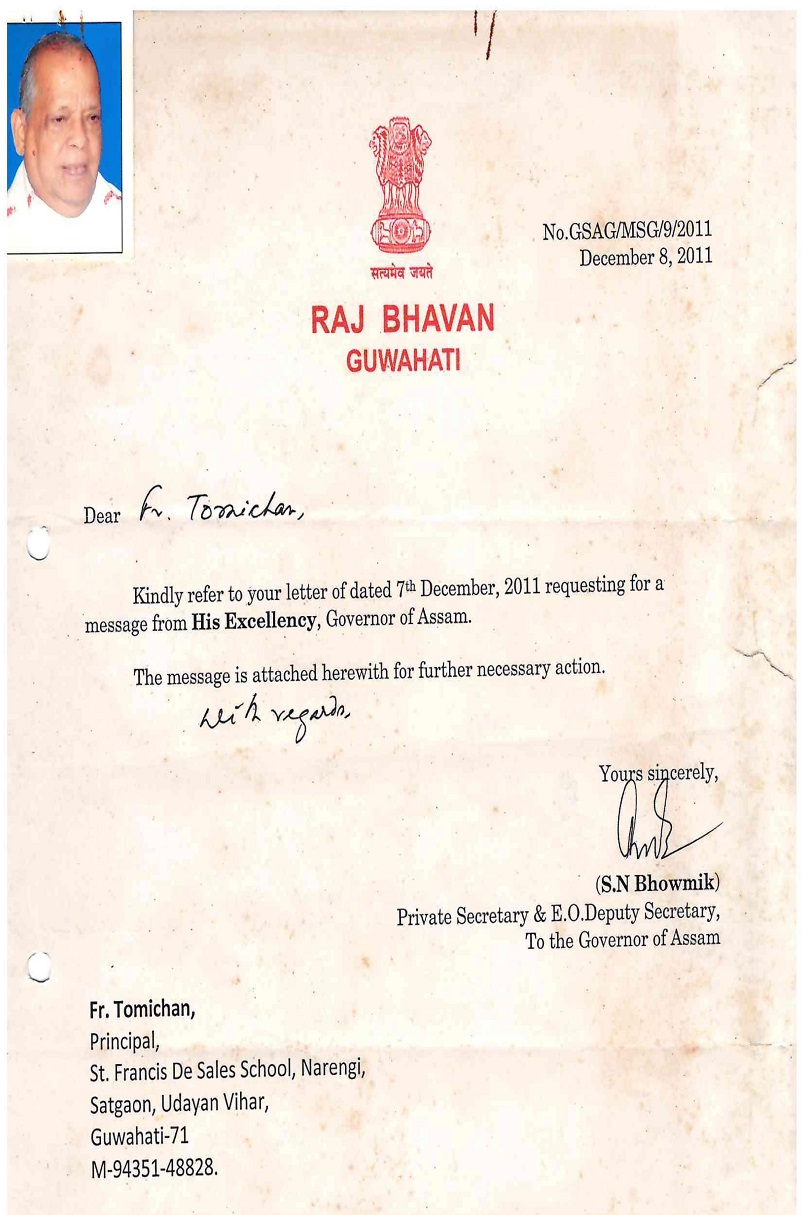 No.GSAG/MSG/9/2011
December 8, 2011
सत्यमेव जयते
RAJ BHAVAN
GUWAHATI
Dear Fr. Tomichan,
Kindly refer to your letter of dated 7th December, 2011 requesting for a
message from His Excellency, Governor of Assam.
The message is attached herewith for further necessary action.
With regards,
Yours sincerely,
(S.N Bhowmik)
Private Secretary & E.O.Deputy Secretary,
To the Governor of Assam
Fr. Tomichan,
Principal,
St. Francis De Sales School, Narengi,
Satgaon, Udayan Vihar,
Guwahati-71
M-94351-48828.